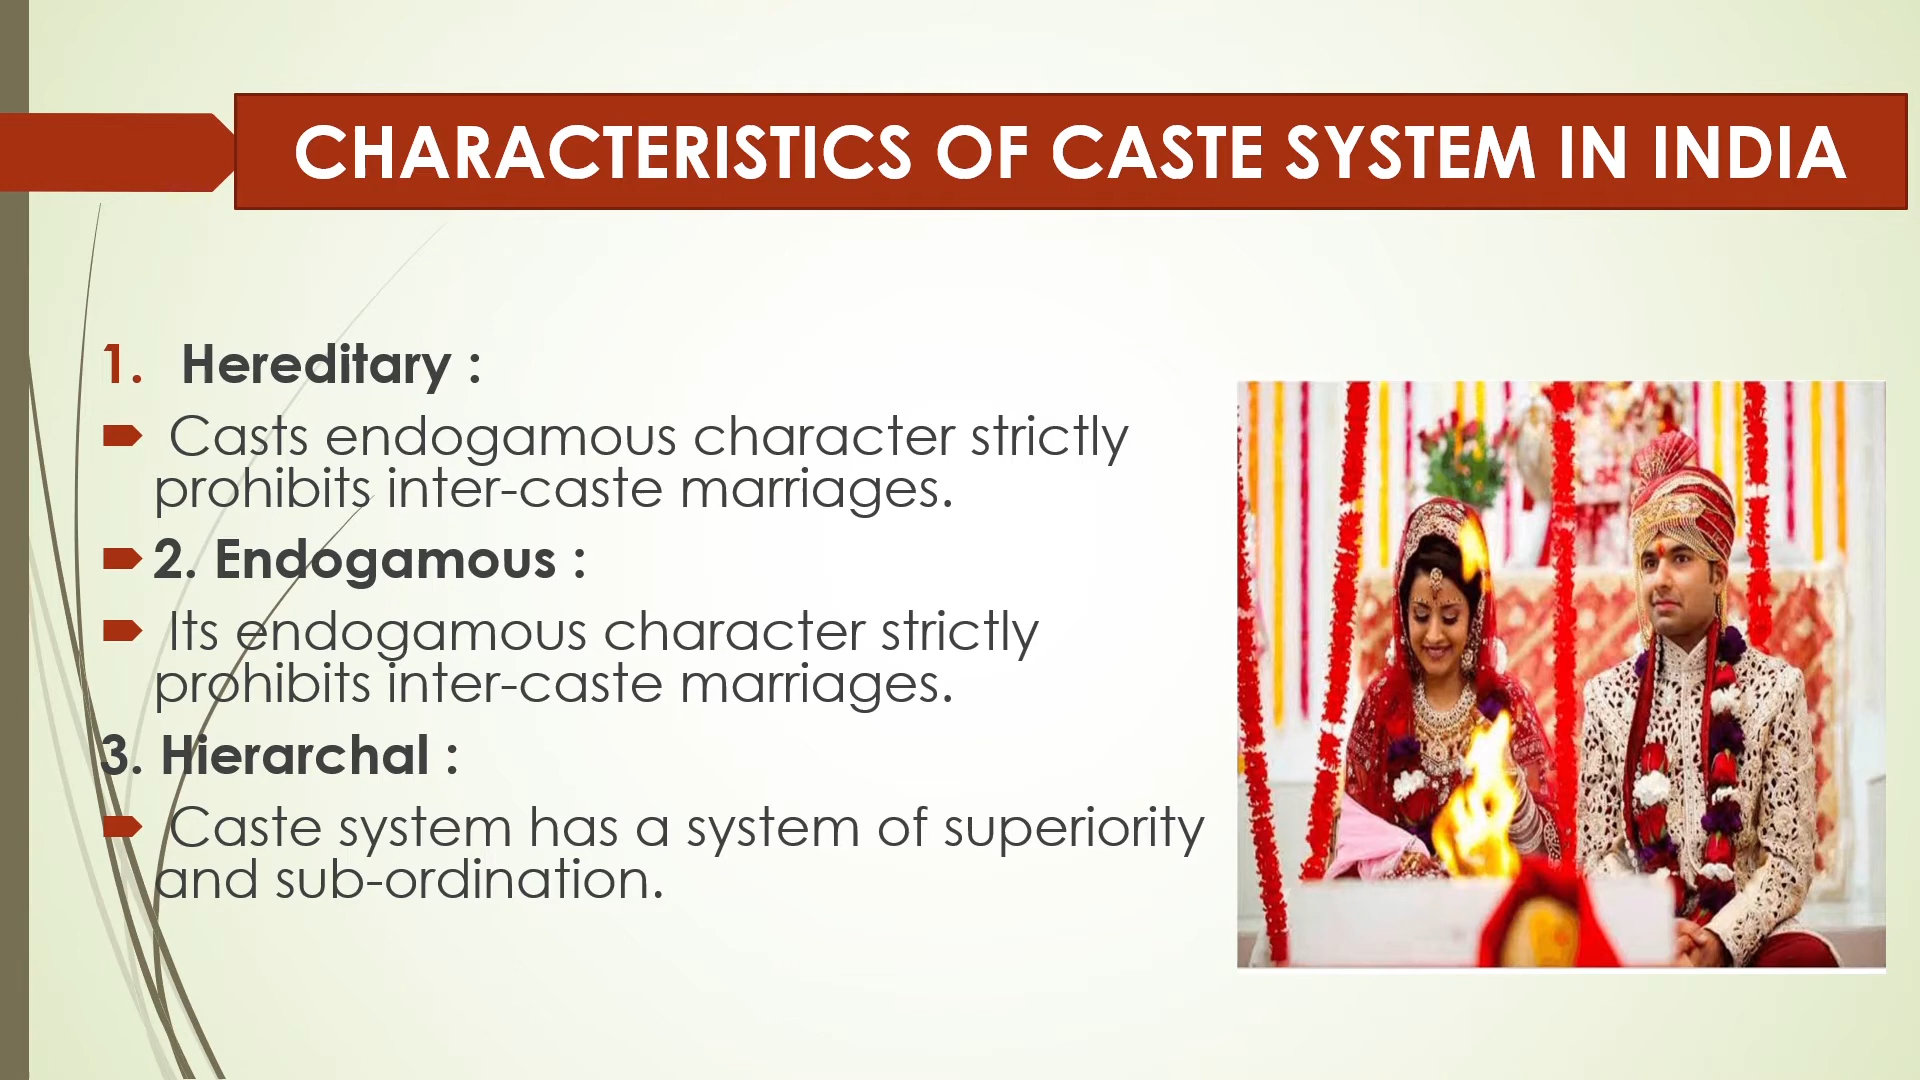 CHARACTERISTICS OF CASTE SYSTEM IN INDIA
1. Hereditary :
Casts endogamous character strictly
prohibits inter-caste marriages.
2. Endogamous :
Its endogamous character strictly
prohibits inter-caste marriages.
3. Hierarchal :
Caste system has a system of superiority
and sub-ordination.